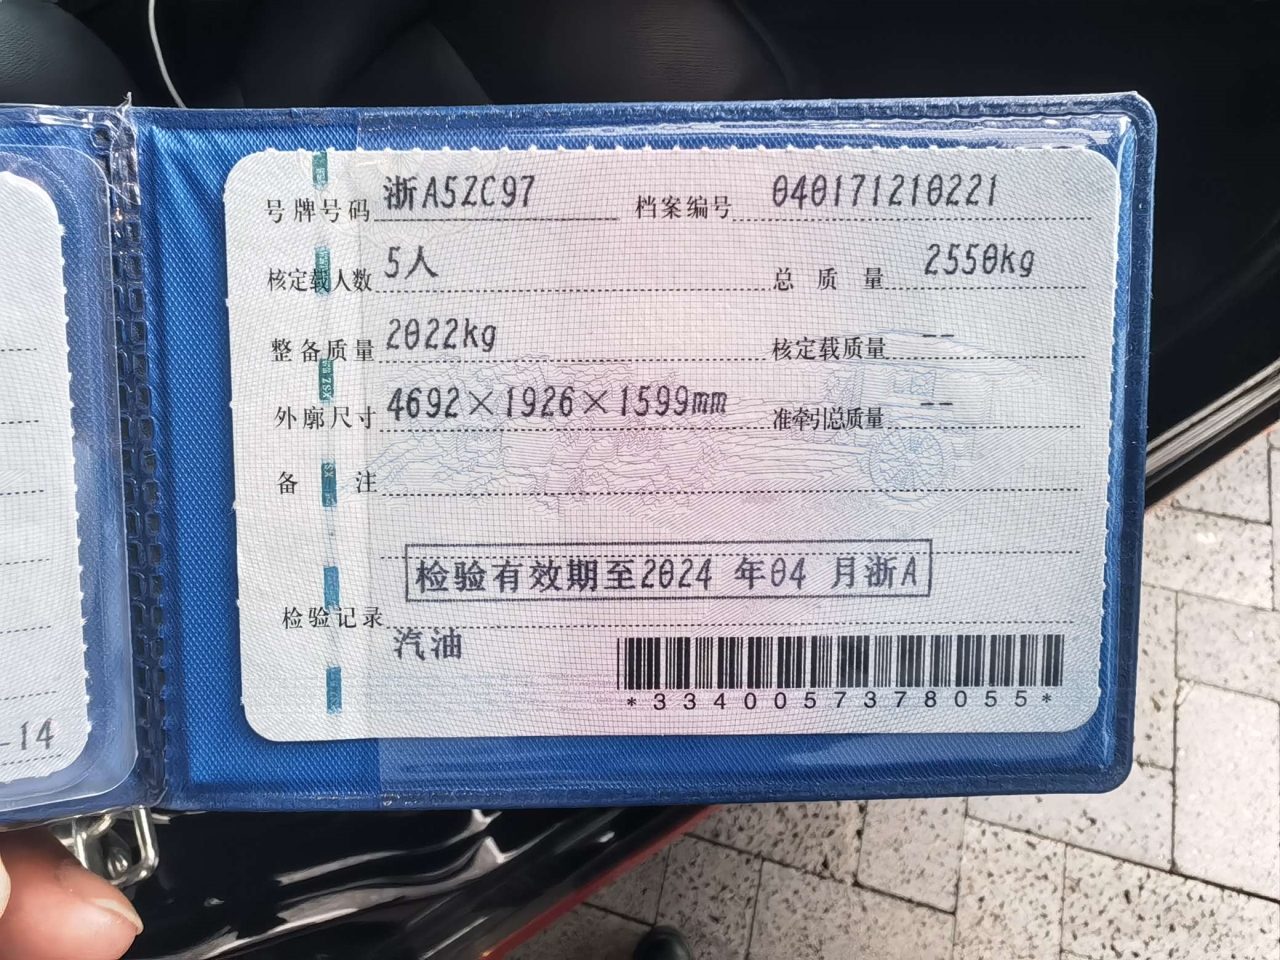 号牌号码 浙A5ZC97 档案编号 040171210221
核定载人数 5人 总质量 2550kg
整备质量 2022kg 核定载质量 --
外廓尺寸 4692×1926×1599mm 准牵引总质量 --
备注
检验有效期至2024年04月浙A
检验记录
汽油
*3340057378055*
-14